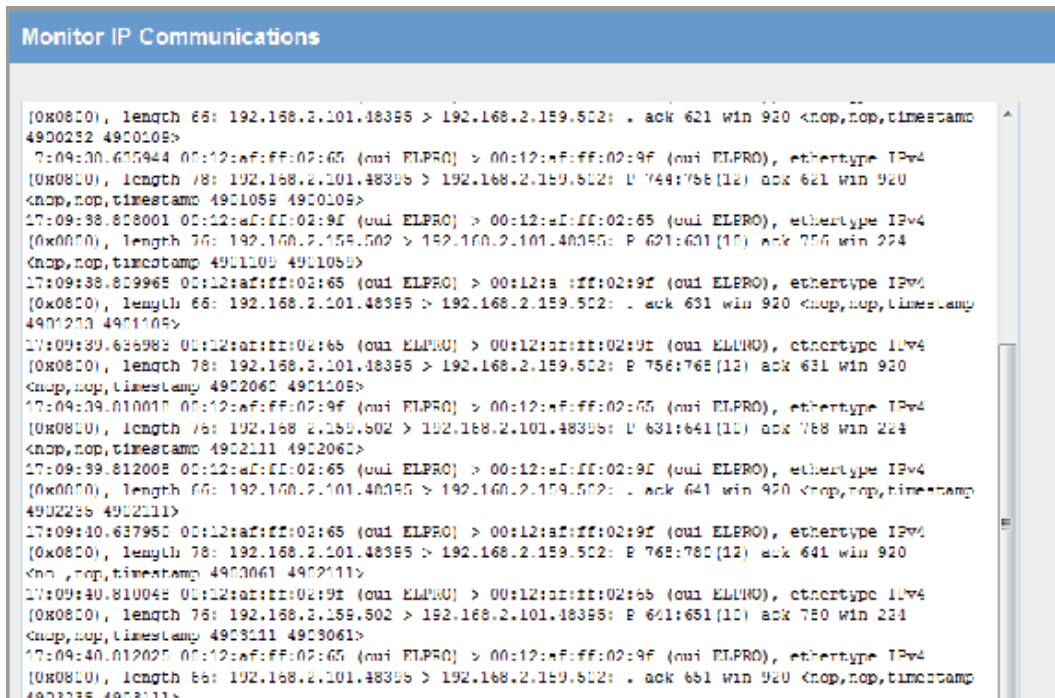 Monitor IP Communications
(0x0800), length 66: 192.168.2.101.48395 > 192.168.2.159.502: . ack 621 win 920 <nop,nop,timestamp
4900232 4900109>
7:09:38.635944 00:12:af:ff:02:65 (oui ELPRO) > 00:12:af:ff:02:9f (oui ELPRO), ethertype IPv4
(0x0800), length 78: 192.168.2.101.48395 > 192.168.2.159.502: P 744:756(12) ack 621 win 920
<nop,nop,timestamp 4901059 4900109>
17:09:38.808001 00:12:af:ff:02:9f (oui ELPRO) > 00:12:af:ff:02:65 (oui ELPRO), ethertype IPv4
(0x0800), length 76: 192.168.2.159.502 > 192.168.2.101.48395: P 621:631(10) ack 756 win 224
<nop,nop,timestamp 4901109 4901059>
17:09:38.809965 00:12:af:ff:02:65 (oui ELPRO) > 00:12:a :ff:02:9f (oui ELPRO), ethertype IPv4
(0x0800), length 66: 192.168.2.101.48395 > 192.168.2.159.502: . ack 631 win 920 <nop,nop,timestamp
4901233 4901109>
17:09:39.636983 00:12:af:ff:02:65 (oui ELPRO) > 00:12:af:ff:02:9f (oui ELPRO), ethertype IPv4
(0x0800), length 78: 192.168.2.101.48395 > 192.168.2.159.502: P 756:768(12) ack 631 win 920
<nop,nop,timestamp 4902060 4901109>
17:09:39.810018 00:12:af:ff:02:9f (oui ELPRO) > 00:12:af:ff:02:65 (oui ELPRO), ethertype IPv4
(0x0800), length 76: 192.168 2.159.502 > 192.168.2.101.48395: P 631:641(10) ack 768 win 224
<nop,nop,timestamp 4902111 4902060>
17:09:39.812008 00:12:af:ff:02:65 (oui ELPRO) > 00:12:af:ff:02:9f (oui ELPRO), ethertype IPv4
(0x0800), length 66: 192.168.2.101.48395 > 192.168.2.159.502: . ack 641 win 920 <nop,nop,timestamp
4902235 4902111>
17:09:40.637950 00:12:af:ff:02:65 (oui ELPRO) > 00:12:af:ff:02:9f (oui ELPRO), ethertype IPv4
(0x0800), length 78: 192.168.2.101.48395 > 192.168.2.159.502: P 768:780(12) ack 641 win 920
<no ,nop,timestamp 4903061 4902111>
17:09:40.810048 00:12:af:ff:02:9f (oui ELPRO) > 00:12:af:ff:02:65 (oui ELPRO), ethertype IPv4
(0x0800), length 76: 192.168.2.159.502 > 192.168.2.101.48395: P 641:651(10) ack 780 win 224
<nop,nop,timestamp 4903111 4903061>
17:09:40.812025 00:12:af:ff:02:65 (oui ELPRO) > 00:12:af:ff:02:9f (oui ELPRO), ethertype IPv4
(0x0800), length 66: 192.168.2.101.48395 > 192.168.2.159.502: . ack 651 win 920 <nop,nop,timestamp
4903235 4903111>